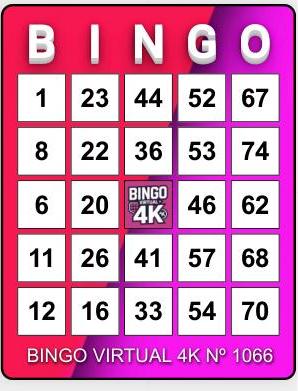 BINGO
1 23 44 52 67
8 22 36 53 74
6 20 BINGO VIRTUAL 4K 46 62
11 26 41 57 68
12 16 33 54 70
BINGO VIRTUAL 4K Nº 1066